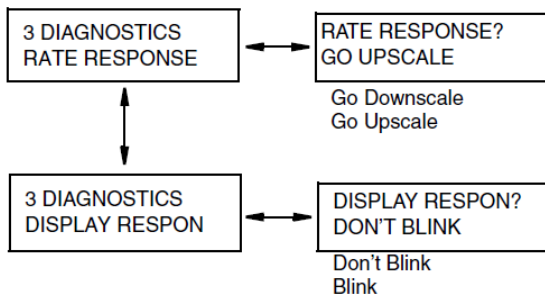 3 DIAGNOSTICS
RATE RESPONSE
RATE RESPONSE?
GO UPSCALE
Go Downscale
Go Upscale
3 DIAGNOSTICS
DISPLAY RESPON
DISPLAY RESPON?
DON'T BLINK
Don't Blink
Blink